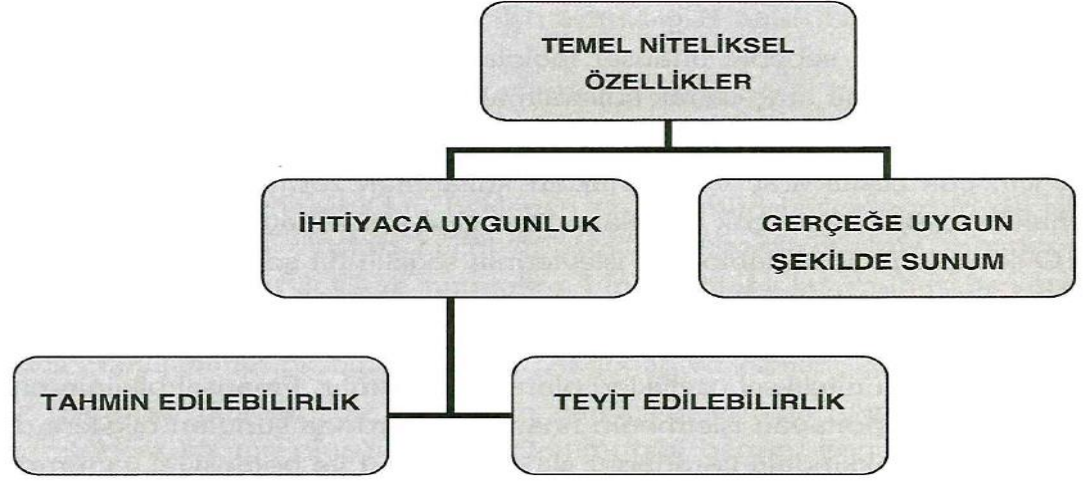 TEMEL NİTELİKSEL
ÖZELLİKLER
İHTİYACA UYGUNLUK
GERÇEĞE UYGUN
ŞEKİLDE SUNUM
TAHMİN EDİLEBİLİRLİK
TEYİT EDİLEBİLİRLİK